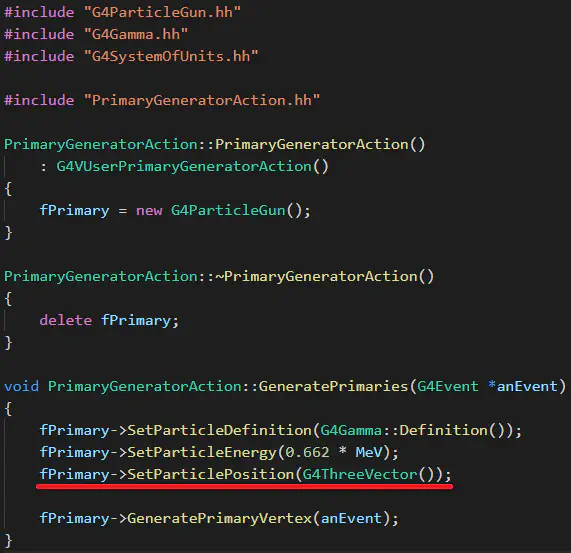 #include "G4ParticleGun.hh"
#include "G4Gamma.hh"
#include "G4SystemOfUnits.hh"
#include "PrimaryGeneratorAction.hh"
PrimaryGeneratorAction::PrimaryGeneratorAction()
: G4VUserPrimaryGeneratorAction()
{
fPrimary = new G4ParticleGun();
}
PrimaryGeneratorAction::~PrimaryGeneratorAction()
{
delete fPrimary;
}
void PrimaryGeneratorAction::GeneratePrimaries(G4Event *anEvent)
{
fPrimary->SetParticleDefinition(G4Gamma::Definition());
fPrimary->SetParticleEnergy(0.662 * MeV);
fPrimary->SetParticlePosition(G4ThreeVector());
fPrimary->GeneratePrimaryVertex(anEvent);
}